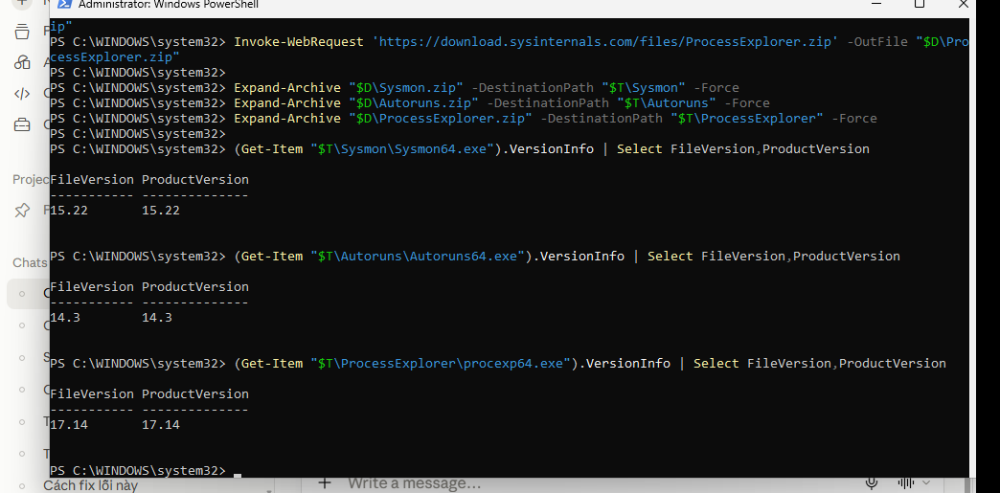 Administrator: Windows PowerShell
ip"
PS C:\WINDOWS\system32> Invoke-WebRequest 'https://download.sysinternals.com/files/ProcessExplorer.zip' -OutFile "$D\Pro
cessExplorer.zip"
PS C:\WINDOWS\system32>
PS C:\WINDOWS\system32> Expand-Archive "$D\Sysmon.zip" -DestinationPath "$T\Sysmon" -Force
PS C:\WINDOWS\system32> Expand-Archive "$D\Autoruns.zip" -DestinationPath "$T\Autoruns" -Force
PS C:\WINDOWS\system32> Expand-Archive "$D\ProcessExplorer.zip" -DestinationPath "$T\ProcessExplorer" -Force
PS C:\WINDOWS\system32>
PS C:\WINDOWS\system32> (Get-Item "$T\Sysmon\Sysmon64.exe").VersionInfo | Select FileVersion,ProductVersion
FileVersion ProductVersion
----------- --------------
15.22 15.22
PS C:\WINDOWS\system32> (Get-Item "$T\Autoruns\Autoruns64.exe").VersionInfo | Select FileVersion,ProductVersion
FileVersion ProductVersion
----------- --------------
14.3 14.3
PS C:\WINDOWS\system32> (Get-Item "$T\ProcessExplorer\procexp64.exe").VersionInfo | Select FileVersion,ProductVersion
FileVersion ProductVersion
----------- --------------
17.14 17.14
PS C:\WINDOWS\system32>
Projec
Chats
Cách fix lỗi này
Write a message...